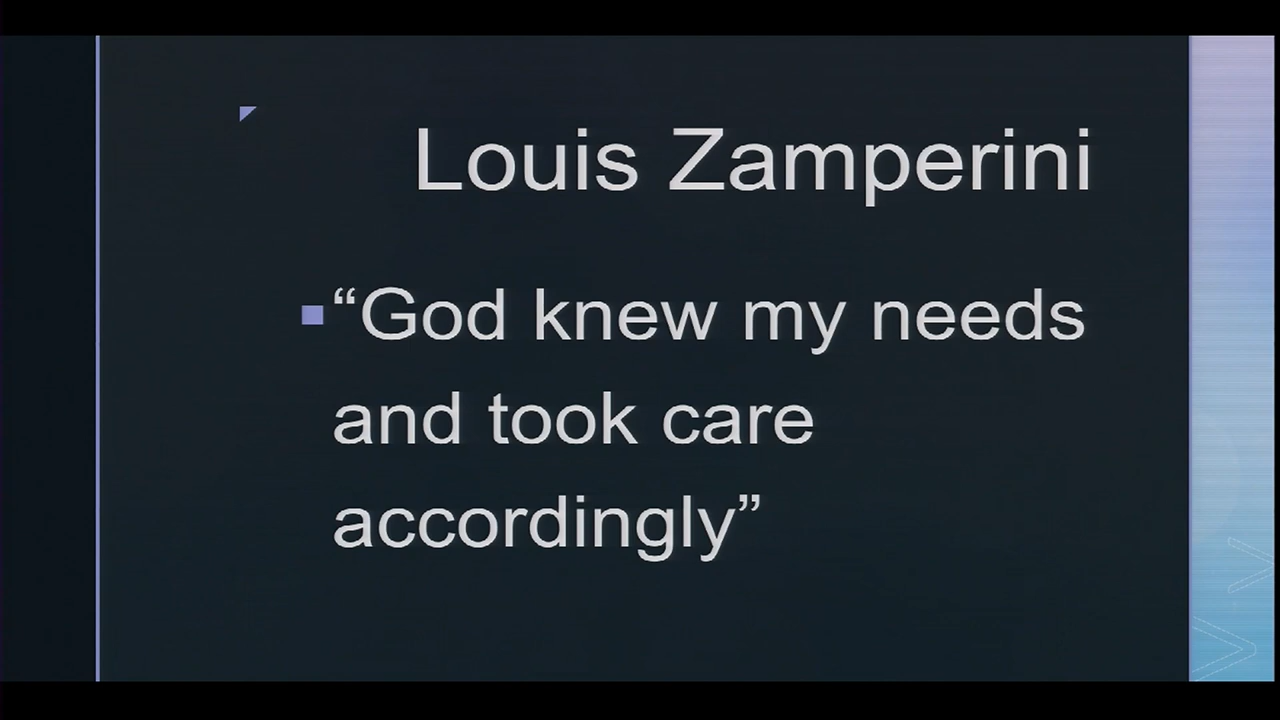 Louis Zamperini
“God knew my needs
and took care
accordingly”